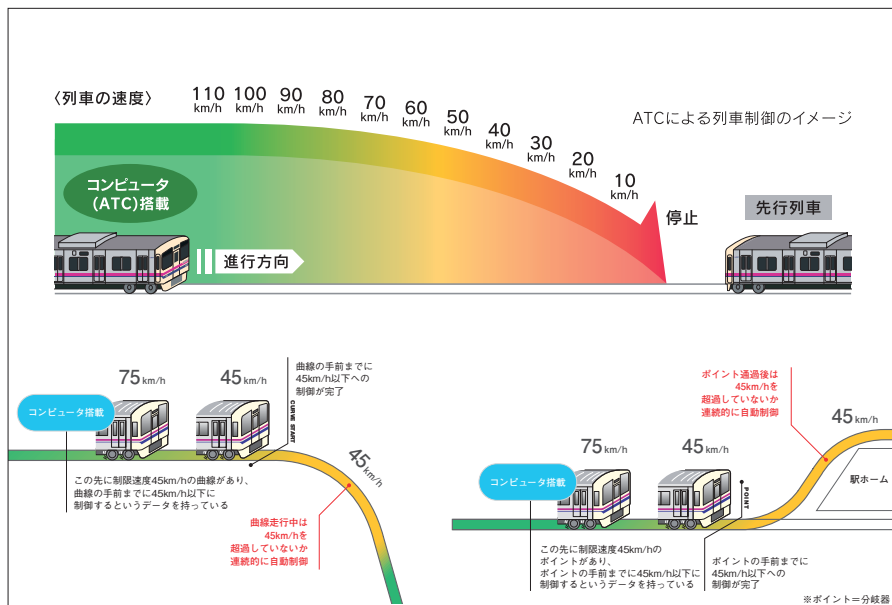 〈列車の速度〉
110 km/h
100 km/h
90 km/h
80 km/h
70 km/h
60 km/h
50 km/h
40 km/h
30 km/h
20 km/h
10 km/h
停止
ATCによる列車制御のイメージ
コンピュータ
(ATC)搭載
進行方向
先行列車
75 km/h
45 km/h
曲線の手前までに
45km/h以下への
制御が完了
コンピュータ搭載
CURVE START
45 km/h
この先に制限速度45km/hの曲線があり、
曲線の手前までに45km/h以下に
制御するというデータを持っている
曲線走行中は
45km/hを
超過していないか
連続的に自動制御
ポイント通過後は
45km/hを
超過していないか
連続的に自動制御
45 km/h
75 km/h
45 km/h
コンピュータ搭載
POINT
駅ホーム
この先に制限速度45km/hの
ポイントがあり、
ポイントの手前までに45km/h以下に
制御するというデータを持っている
ポイントの手前までに
45km/h以下への
制御が完了
※ポイント=分岐器